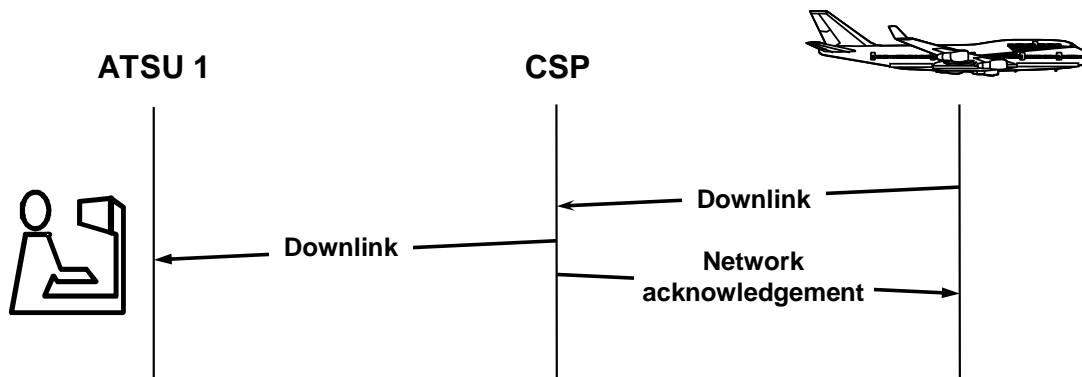 ATSU 1
CSP
Downlink
Downlink
Network
acknowledgement